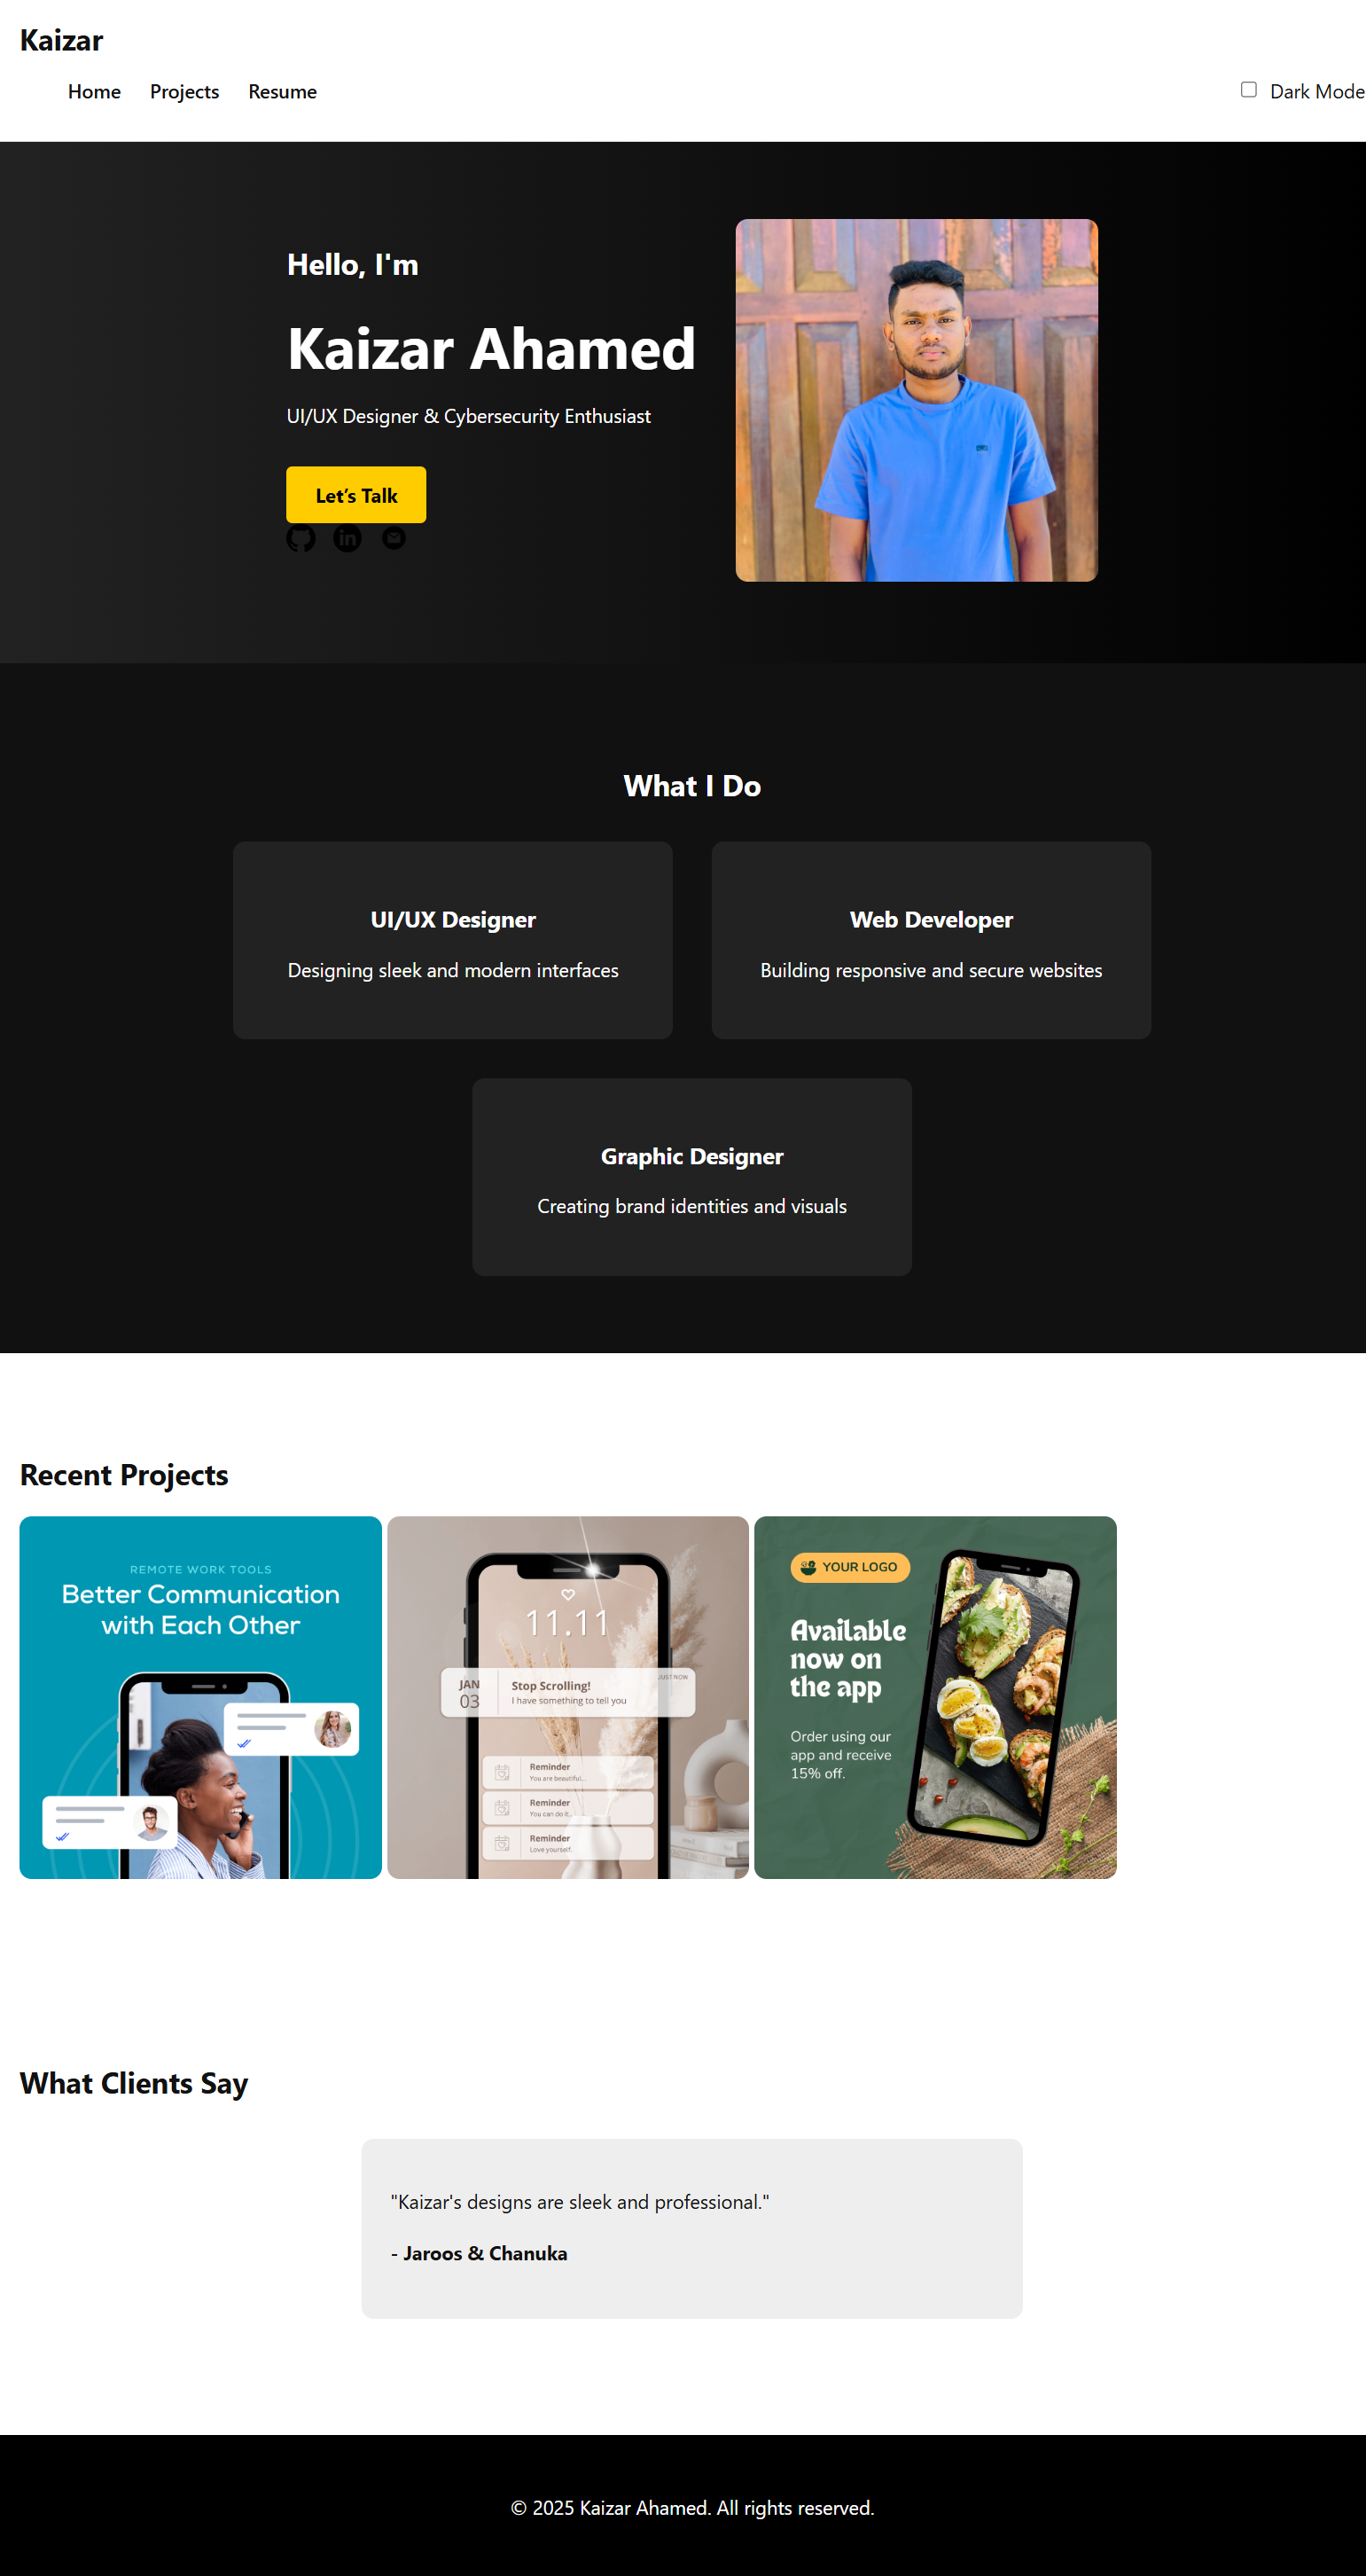 Kaizar
Home Projects Resume Dark Mode
Hello, I'm
Kaizar Ahamed
UI/UX Designer & Cybersecurity Enthusiast
Let’s Talk
in
What I Do
UI/UX Designer
Designing sleek and modern interfaces
Web Developer
Building responsive and secure websites
Graphic Designer
Creating brand identities and visuals
Recent Projects
REMOTE WORK TOOLS
Better Communication
with Each Other
11.11
JUST NOW
JAN
03
Stop Scrolling!
I have something to tell you
Reminder
You are beautiful...
Reminder
You can do it...
Reminder
Love yourself.
YOUR LOGO
Available
now on
the app
Order using our
app and receive
15% off.
What Clients Say
"Kaizar's designs are sleek and professional."
- Jaroos & Chanuka
© 2025 Kaizar Ahamed. All rights reserved.